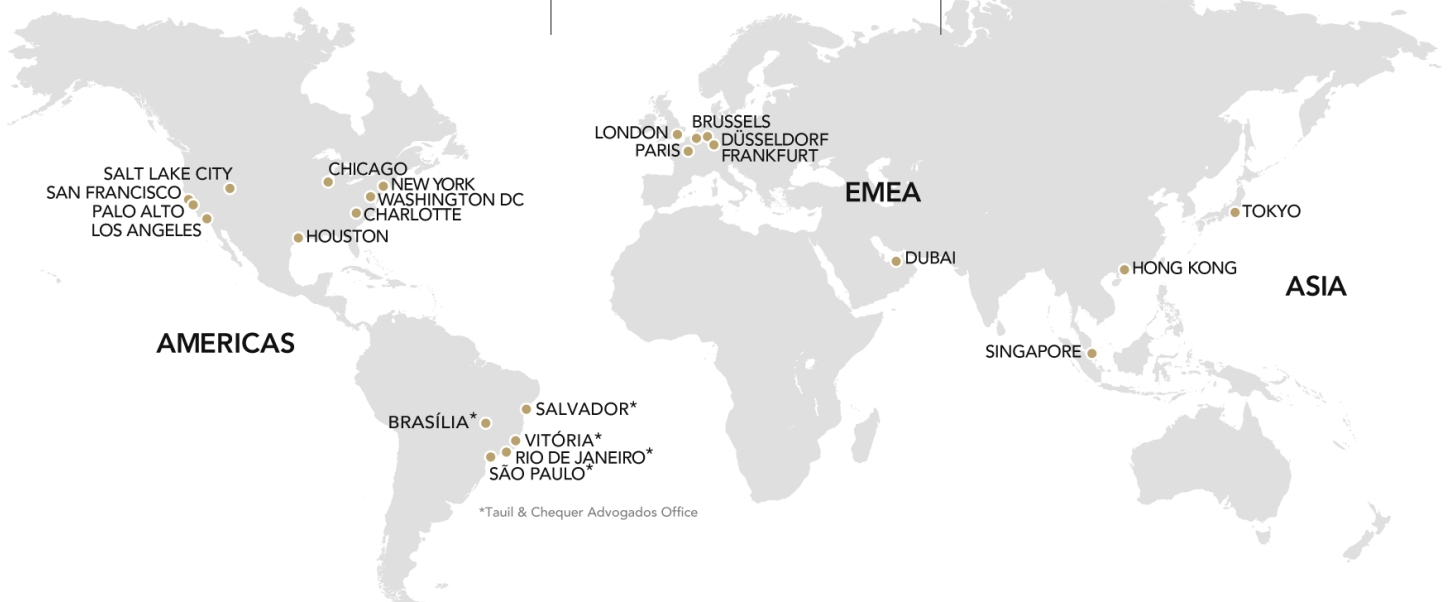 BRUSSELS
LONDON
DÜSSELDORF
PARIS
FRANKFURT
SALT LAKE CITY
CHICAGO
SAN FRANCISCO
NEW YORK
WASHINGTON DC
PALO ALTO
CHARLOTTE
LOS ANGELES
HOUSTON
EMEA
TOKYO
DUBAI
HONG KONG
ASIA
AMERICAS
SINGAPORE
SALVADOR*
BRASÍLIA*
VITÓRIA*
RIO DE JANEIRO*
SÃO PAULO*
*Tauil & Chequer Advogados Office